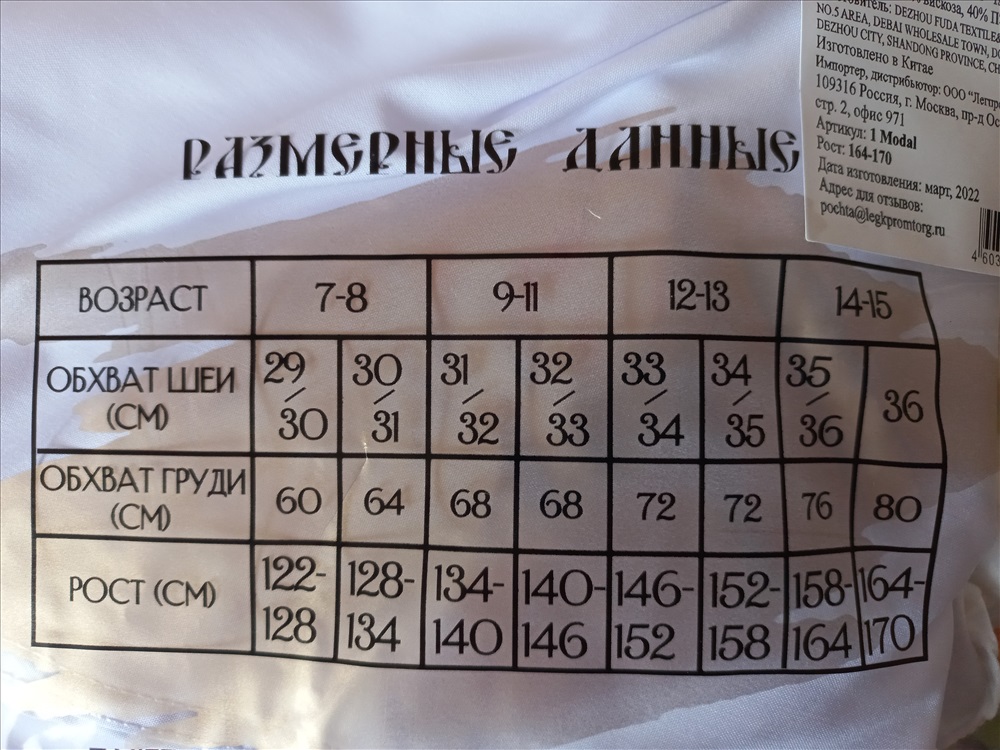 вискоза, 40%
DEZHOU FUDA TEXTILE
NO.5 AREA, DEBAI WHOLESALE TOWN,
DEZHOU CITY, SHANDONG PROVINCE,
Изготовлено в Китае
Импортер, дистрибьютор: ООО
109316 Россия, г. Москва, пр-д
стр. 2, офис 971
Артикул: 1 Modal
Рост: 164-170
Дата изготовления: март, 2022
Адрес для отзывов:
pochta@legkpromtorg.ru
РАЗМЕРНЫЕ ДАННЫЕ
ВОЗРАСТ 7-8 9-11 12-13 14-15
ОБХВАТ ШЕИ (СМ) 29/30 30/31 31/32 32/33 33/34 34/35 35/36 36
ОБХВАТ ГРУДИ (СМ) 60 64 68 68 72 72 76 80
РОСТ (СМ) 122-128 128-134 134-140 140-146 146-152 152-158 158-164 164-170